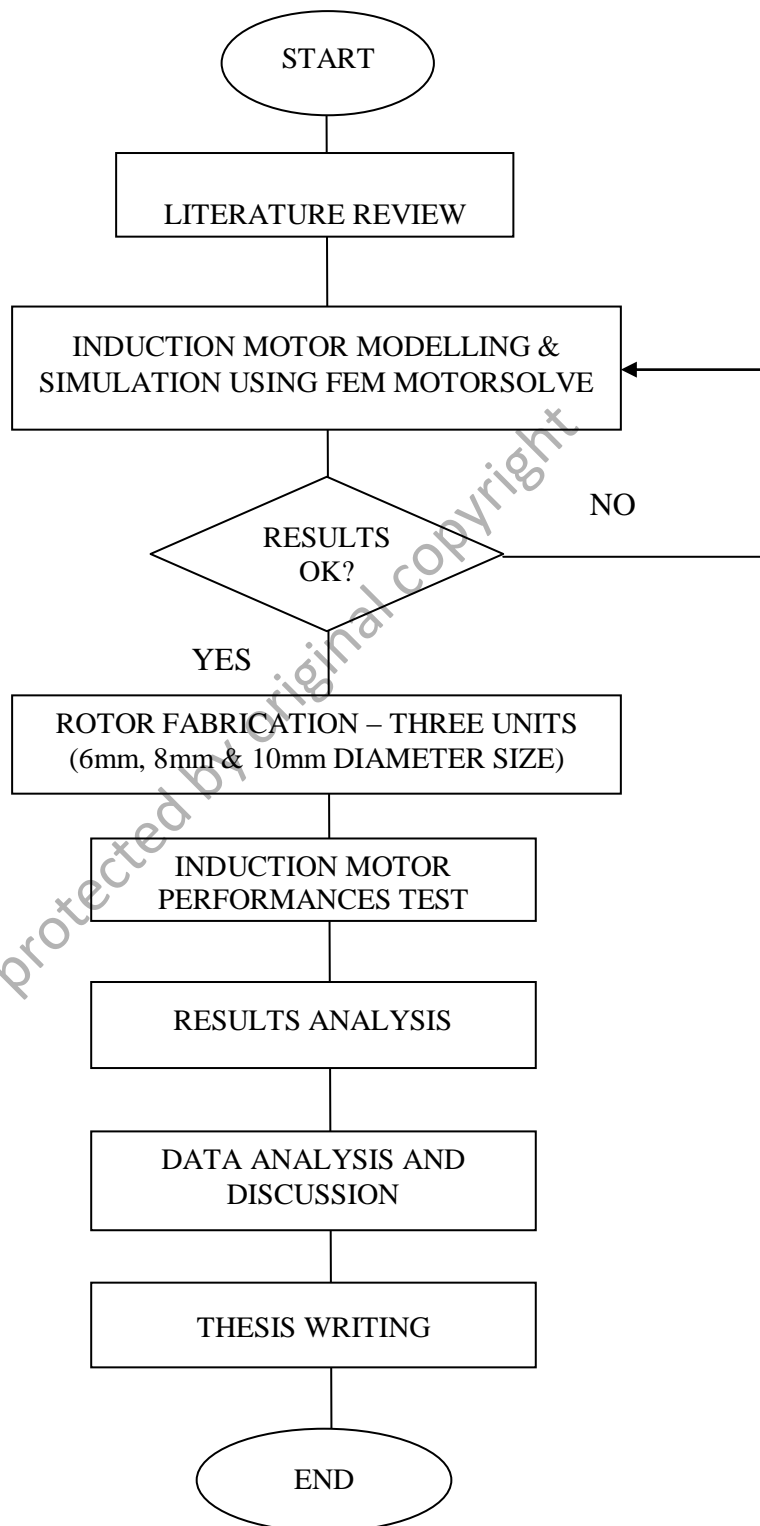 START
LITERATURE REVIEW
INDUCTION MOTOR MODELLING &
SIMULATION USING FEM MOTORSOLVE
RESULTS
OK?
NO
YES
ROTOR FABRICATION – THREE UNITS
(6mm, 8mm & 10mm DIAMETER SIZE)
INDUCTION MOTOR
PERFORMANCES TEST
RESULTS ANALYSIS
DATA ANALYSIS AND
DISCUSSION
THESIS WRITING
END
protected by original copyright